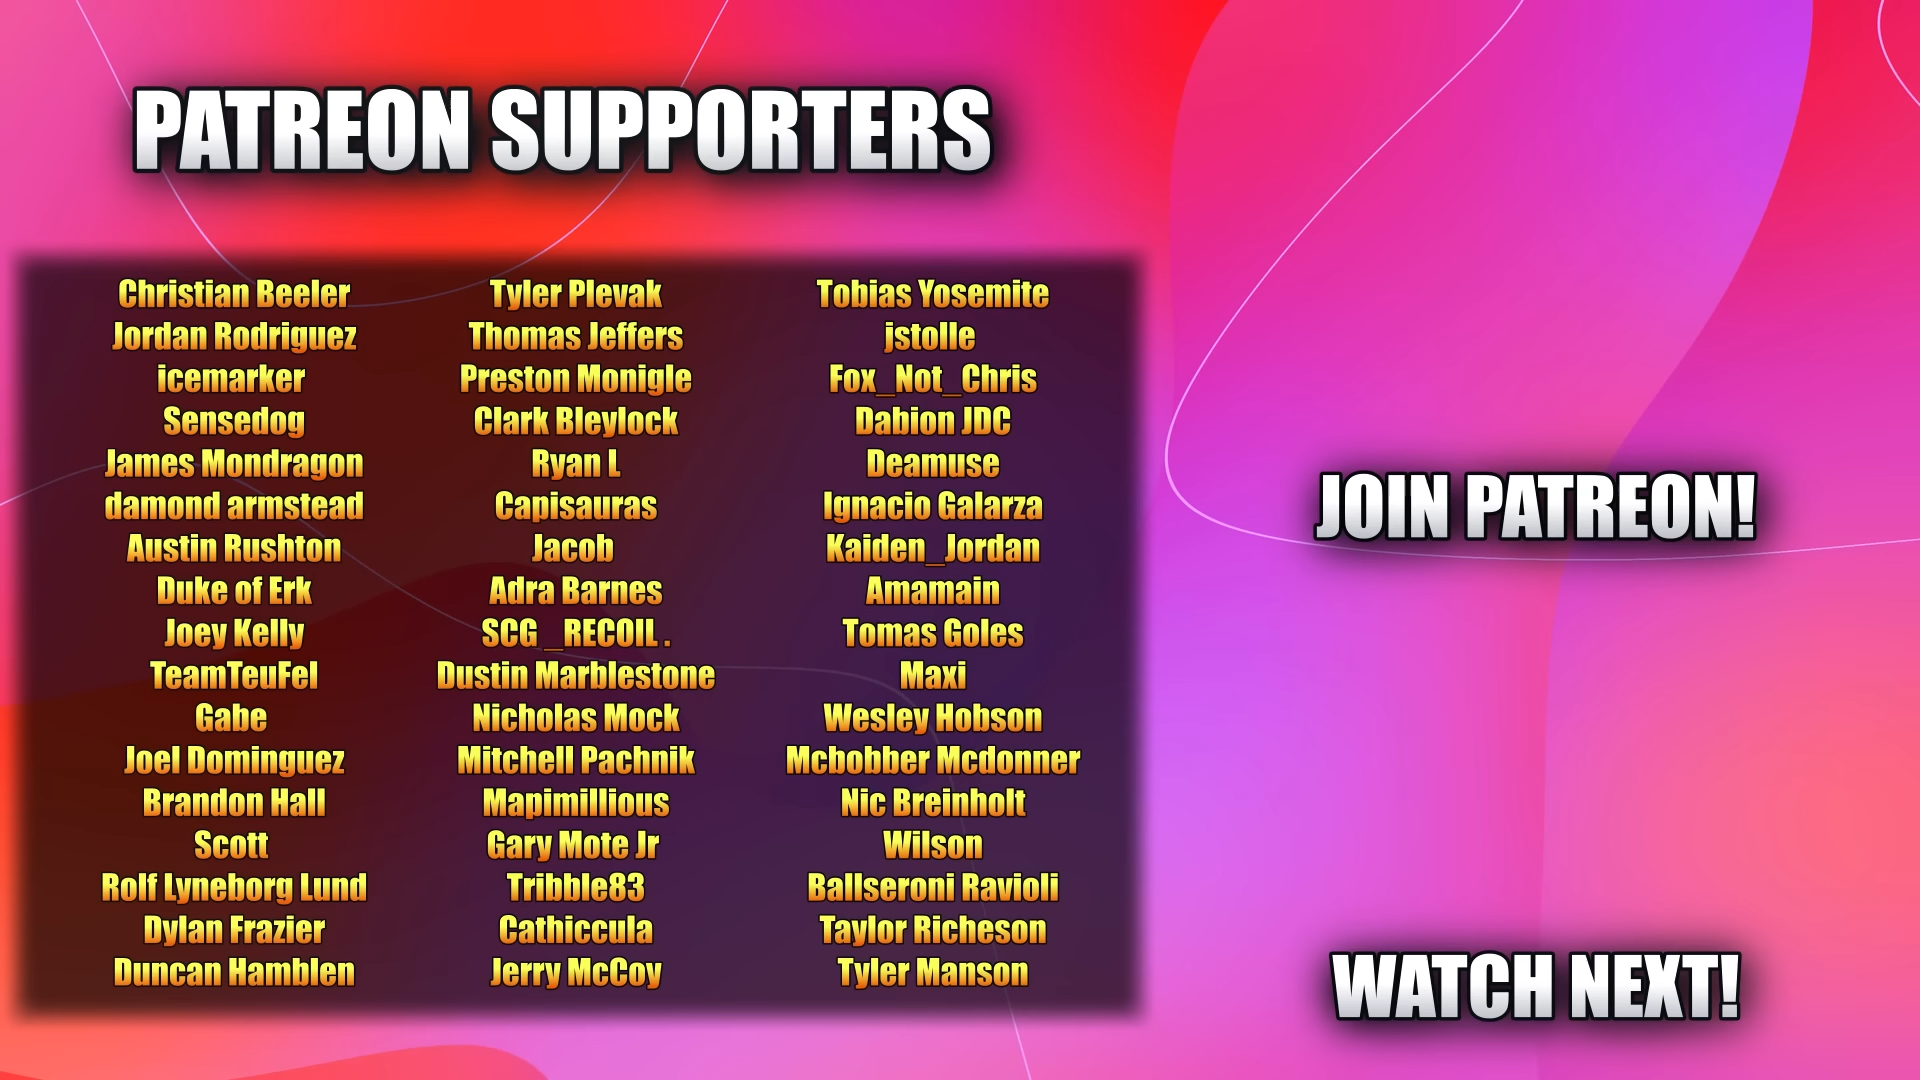 PATREON SUPPORTERS
Christian Beeler
Jordan Rodriguez
icemarker
Sensedog
James Mondragon
damond armstead
Austin Rushton
Duke of Erk
Joey Kelly
TeamTeuFel
Gabe
Joel Dominguez
Brandon Hall
Scott
Rolf Lyneborg Lund
Dylan Frazier
Duncan Hamblen
Tyler Plevak
Thomas Jeffers
Preston Monigle
Clark Bleylock
Ryan L
Capisauras
Jacob
Adra Barnes
SCG_RECOIL .
Dustin Marblestone
Nicholas Mock
Mitchell Pachnik
Mapimillious
Gary Mote Jr
Tribble83
Cathiccula
Jerry McCoy
Tobias Yosemite
jstolle
Fox_Not_Chris
Dabion JDC
Deamuse
Ignacio Galarza
Kaiden_Jordan
Amamain
Tomas Goles
Maxi
Wesley Hobson
Mcbobber Mcdonner
Nic Breinholt
Wilson
Ballseroni Ravioli
Taylor Richeson
Tyler Manson
JOIN PATREON!
WATCH NEXT!